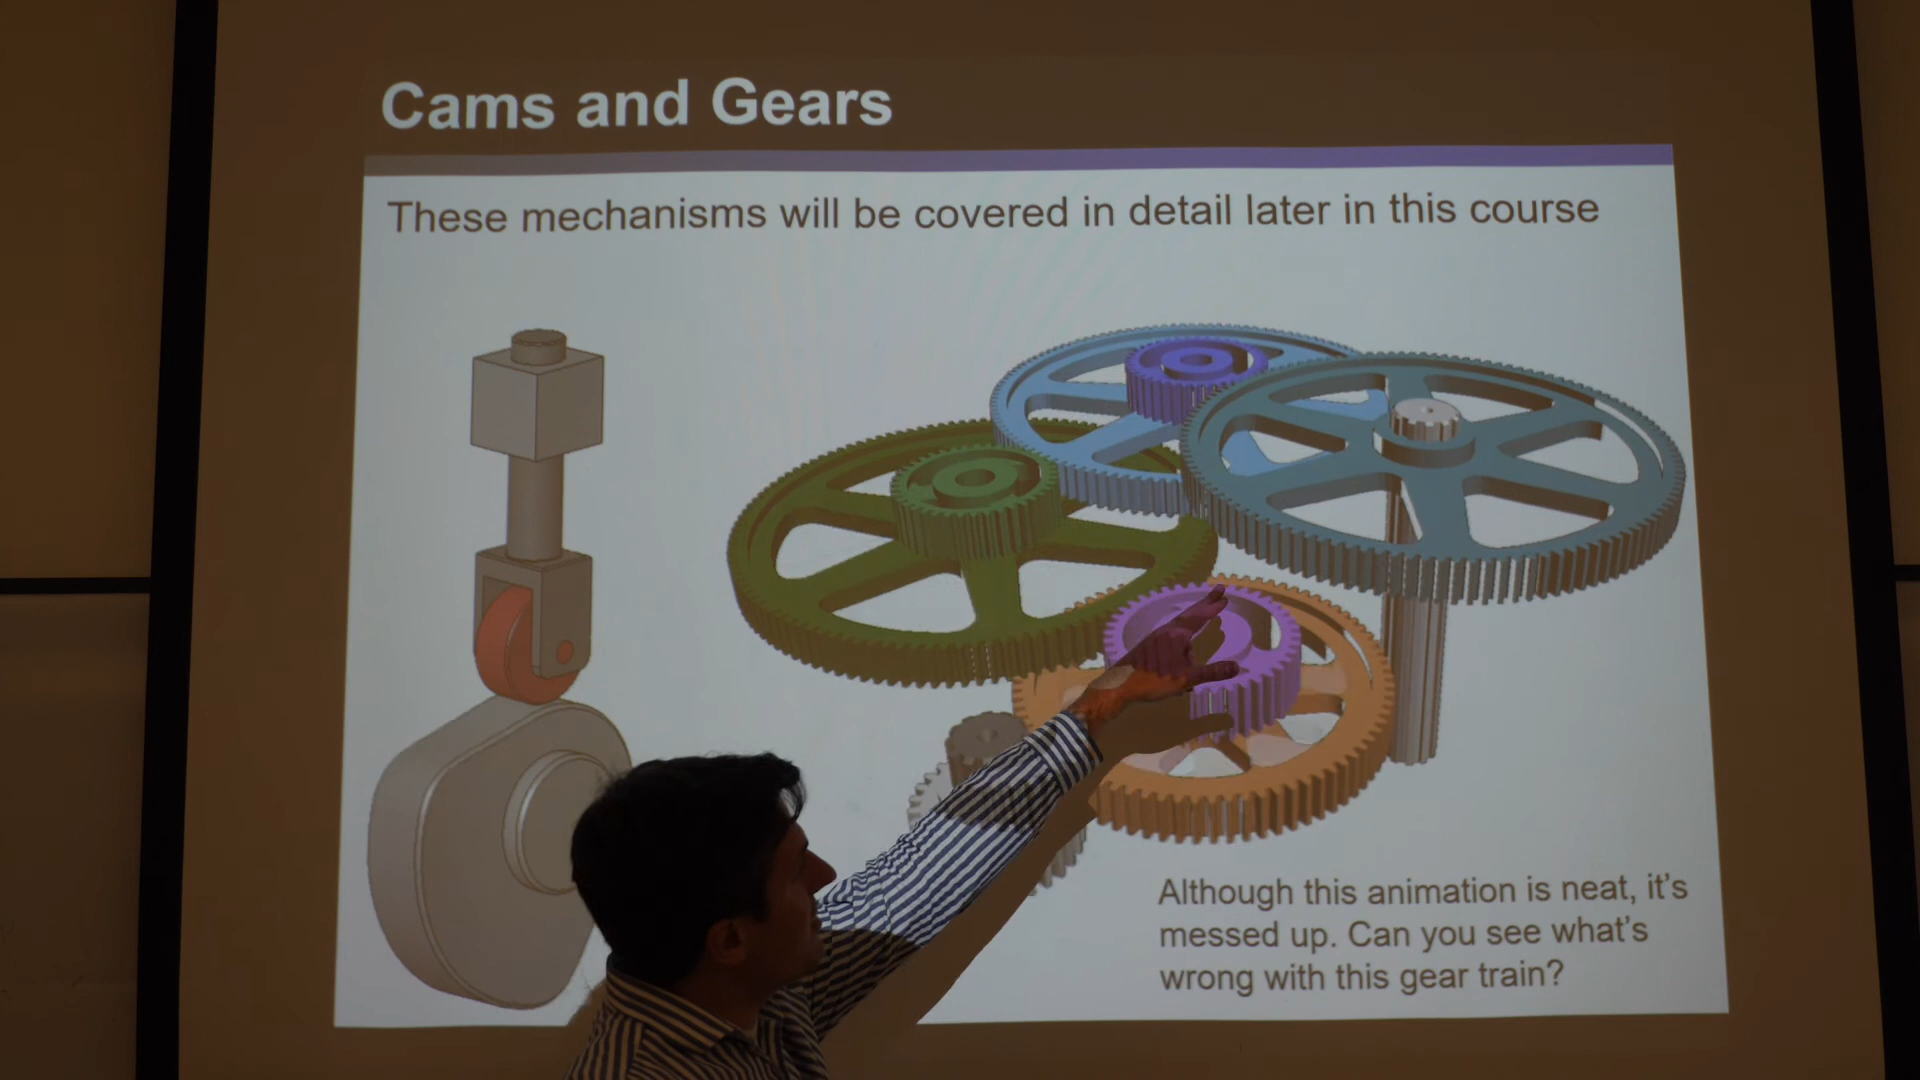 Cams and Gears
These mechanisms will be covered in detail later in this course
Although this animation is neat, it's
messed up. Can you see what's
wrong with this gear train?